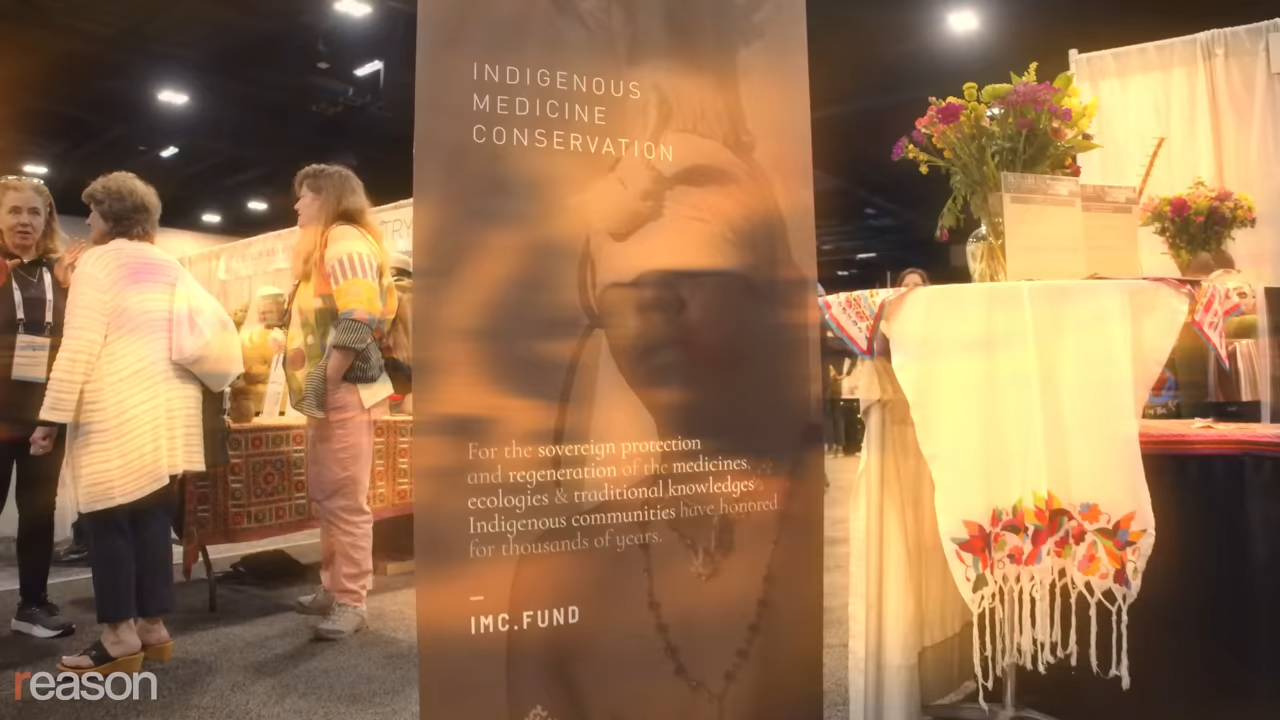 INDIGENOUS
MEDICINE
CONSERVATION
TRY
For the sovereign protection
and regeneration of the medicines,
ecologies & traditional knowledges
Indigenous communities have honored
for thousands of years.
IMC.FUND
reason